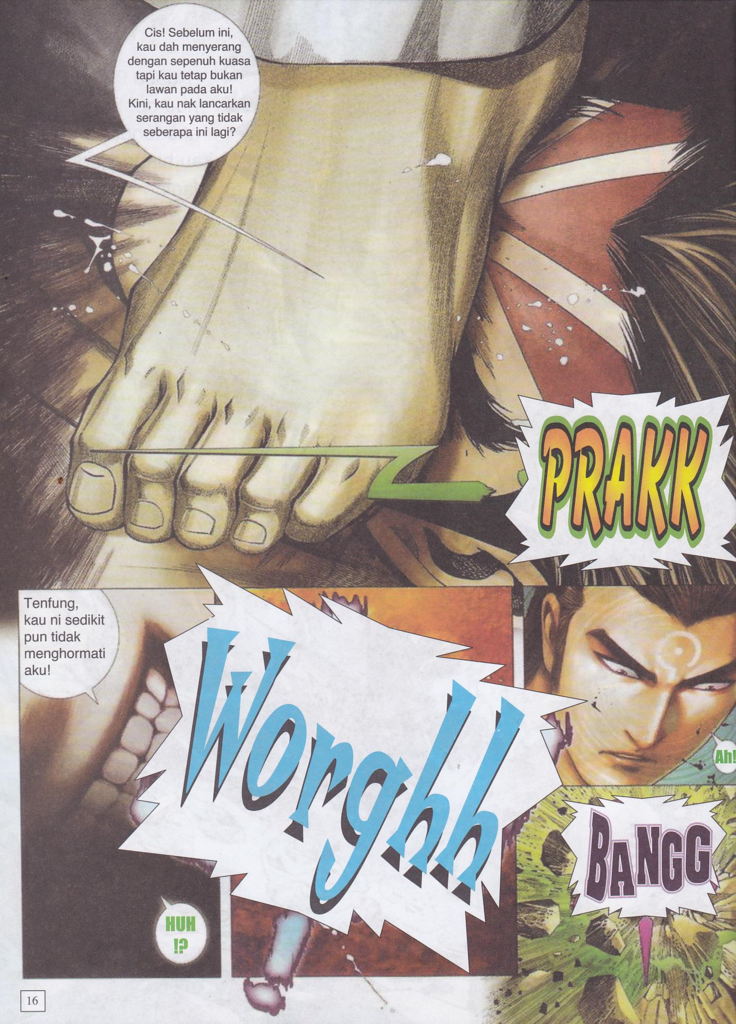 Cis! Sebelum ini,
kau dah menyerang
dengan sepenuh kuasa
tapi kau tetap bukan
lawan pada aku!
Kini, kau nak lancarkan
serangan yang tidak
seberapa ini lagi?
PRAKK
Tenfung,
kau ni sedikit
pun tidak
menghormati
aku!
Worghh
Ah!
BANGG
HUH
!?
16